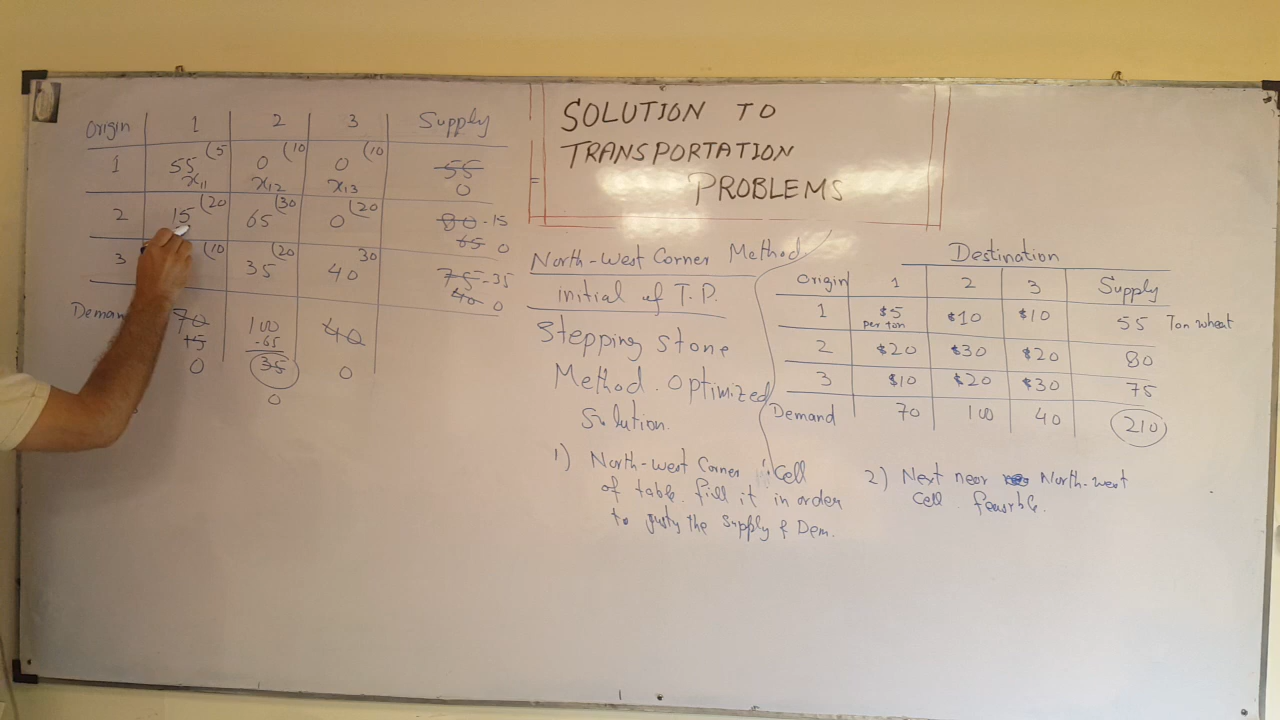 SOLUTION TO
TRANSPORTATION
PROBLEMS
Origin 1 2 3 Supply
1 55 (5 0 (10 0 (10 55
x11 x12 x13 0
2 15 (20 65 (30 0 (20 80 -15
65 0
3 (10 35 (20 40 30 75 -35
40 0
Deman 70 100 40
15 -65
0 35 0
0
North-West Corner Method
initial of T.P.
Stepping stone
Method. optimized
Solution.
Destination
Origin 1 2 3 Supply
1 $5 $10 $10 55 Ton wheat
per ton
2 $20 $30 $20 80
3 $10 $20 $30 75
Demand 70 100 40 210
1) North-west Corner Cell
of table. fill it in order
to the Supply & Dem.
2) Next near North-west
Cell. feasible.